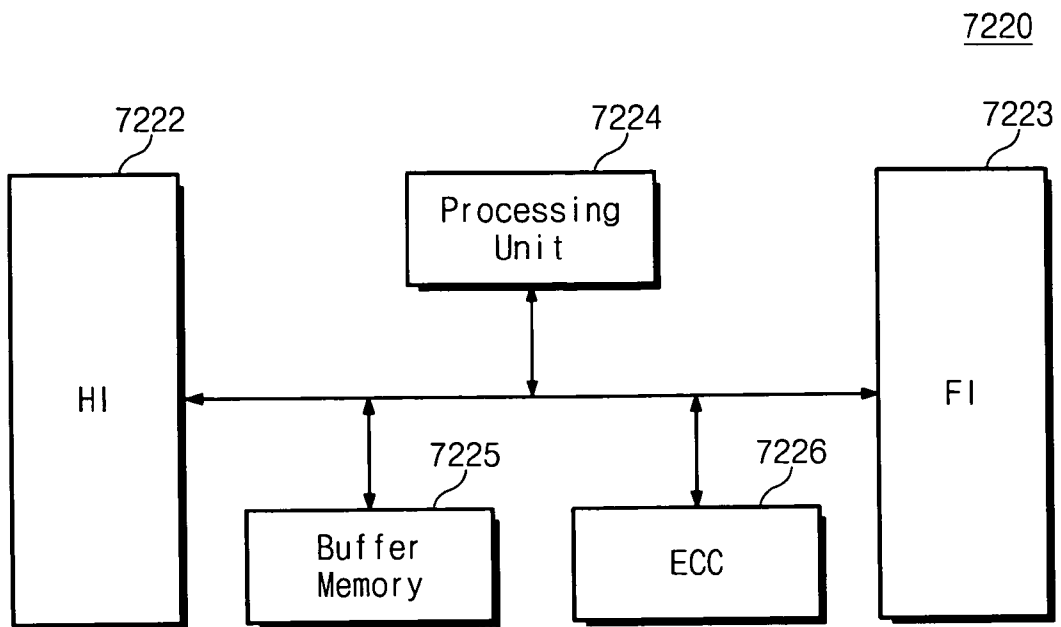 7220
7222
7224
7223
Processing
Unit
HI
FI
7225
7226
Buffer
Memory
ECC